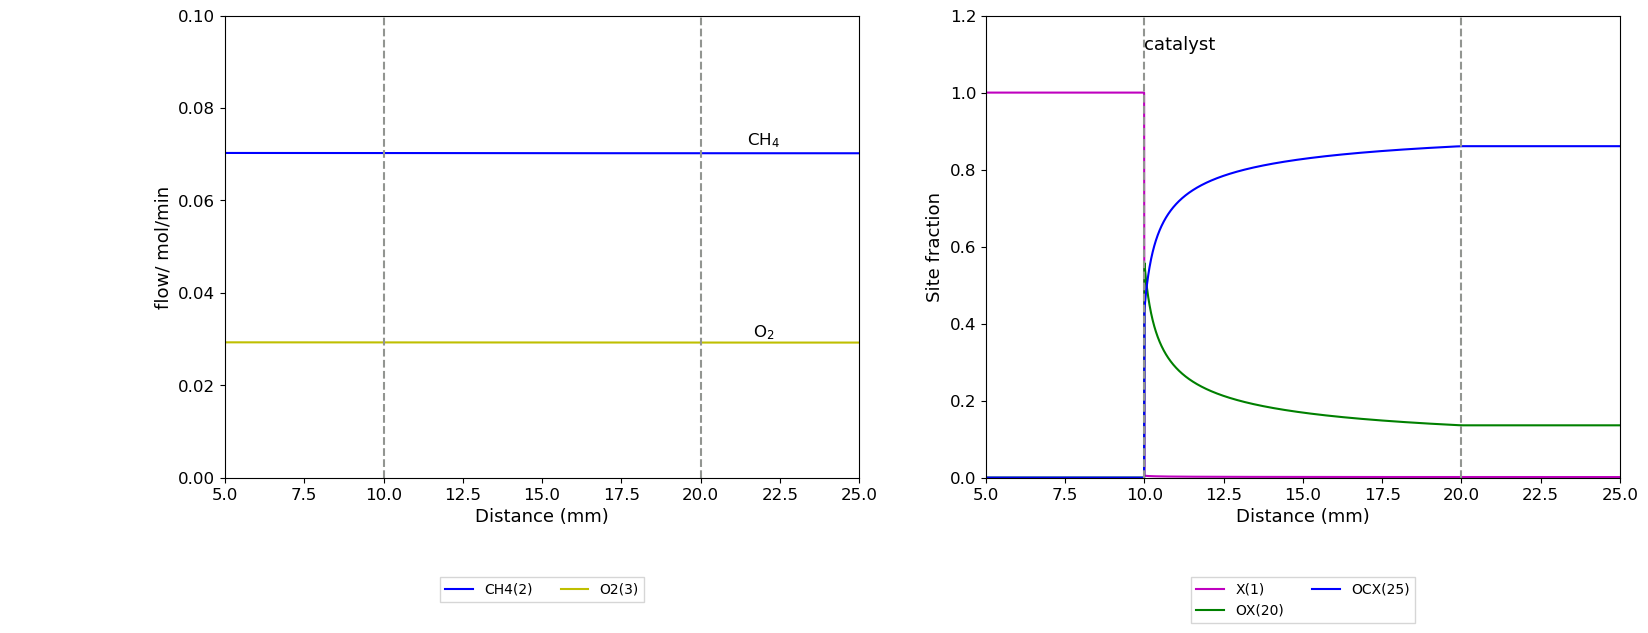 0.10
0.08
0.06
0.04
0.02
0.00
flow/ mol/min
CH₄
O₂
5.0 7.5 10.0 12.5 15.0 17.5 20.0 22.5 25.0
Distance (mm)
CH4(2) O2(3)
1.2
1.0
0.8
0.6
0.4
0.2
0.0
Site fraction
catalyst
5.0 7.5 10.0 12.5 15.0 17.5 20.0 22.5 25.0
Distance (mm)
X(1) OCX(25)
OX(20)